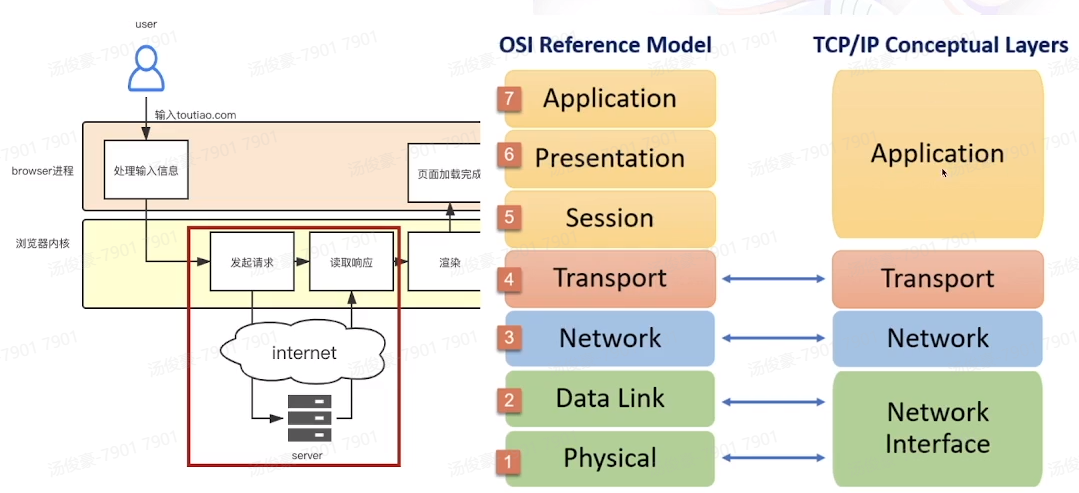 user
输入toutiao.com
browser进程
处理输入信息
页面加载完成
浏览器内核
发起请求
读取响应
渲染
internet
server
OSI Reference Model
7 Application
6 Presentation
5 Session
4 Transport
3 Network
2 Data Link
1 Physical
TCP/IP Conceptual Layers
Application
Transport
Network
Network
Interface
汤俊豪-7901 7901